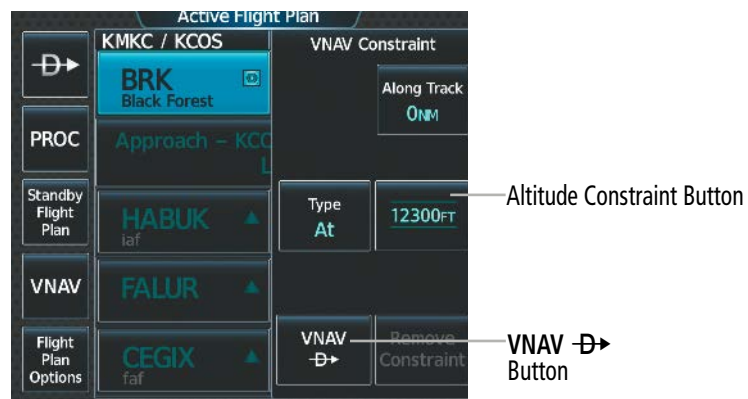 Active Flight Plan
KMKC / KCOS
VNAV Constraint
BRK
Black Forest
Along Track
0NM
PROC
Approach – KCO
L
Standby
Flight
Plan
HABUK
iaf
Type
At
12300FT
Altitude Constraint Button
VNAV
FALUR
Flight
Plan
Options
CEGIX
faf
VNAV
D
Remove
Constraint
VNAV D
Button
D